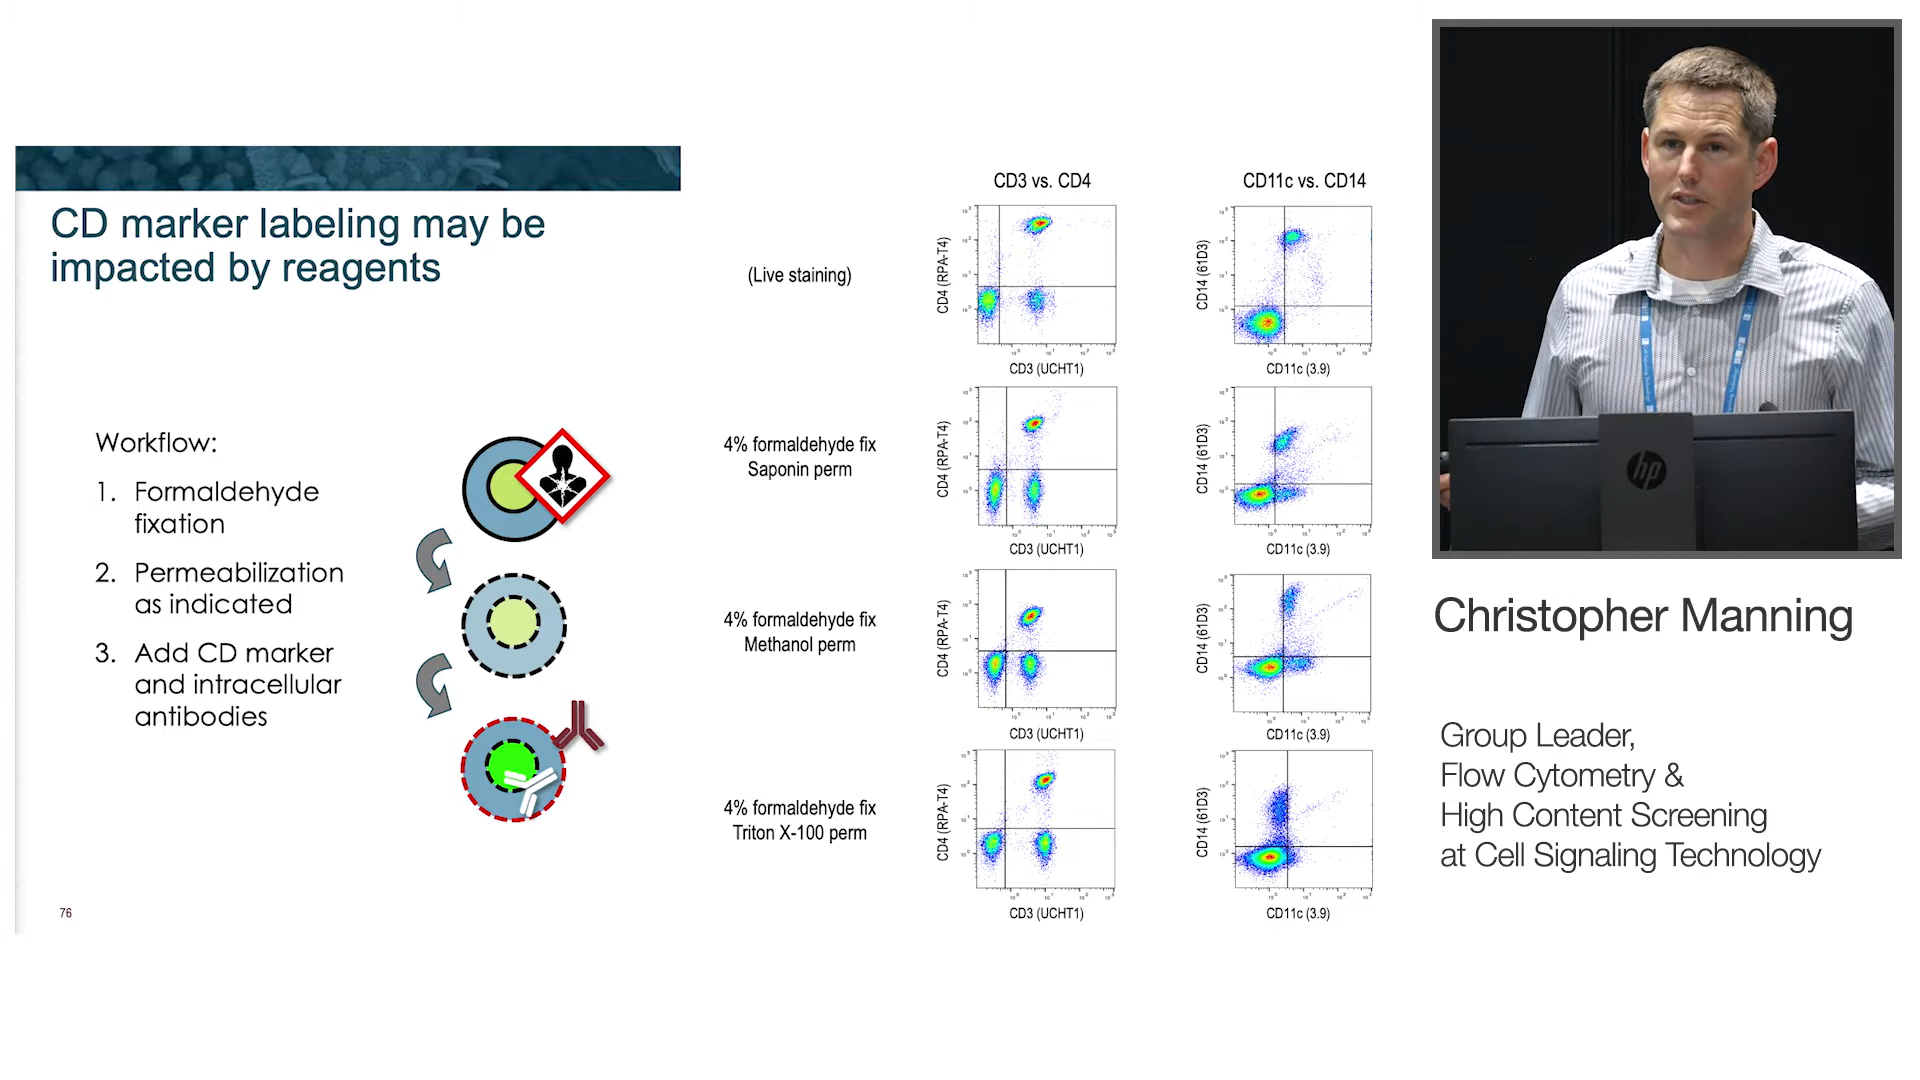 CD marker labeling may be
impacted by reagents
Workflow:
1. Formaldehyde
fixation
2. Permeabilization
as indicated
3. Add CD marker
and intracellular
antibodies
76
CD3 vs. CD4
CD11c vs. CD14
(Live staining)
CD4 (RPA-T4)
CD3 (UCHT1)
CD14 (61D3)
CD11c (3.9)
4% formaldehyde fix
Saponin perm
CD4 (RPA-T4)
CD3 (UCHT1)
CD14 (61D3)
CD11c (3.9)
4% formaldehyde fix
Methanol perm
CD4 (RPA-T4)
CD3 (UCHT1)
CD14 (61D3)
CD11c (3.9)
4% formaldehyde fix
Triton X-100 perm
CD4 (RPA-T4)
CD3 (UCHT1)
CD14 (61D3)
CD11c (3.9)
hp
Christopher Manning
Group Leader,
Flow Cytometry &
High Content Screening
at Cell Signaling Technology